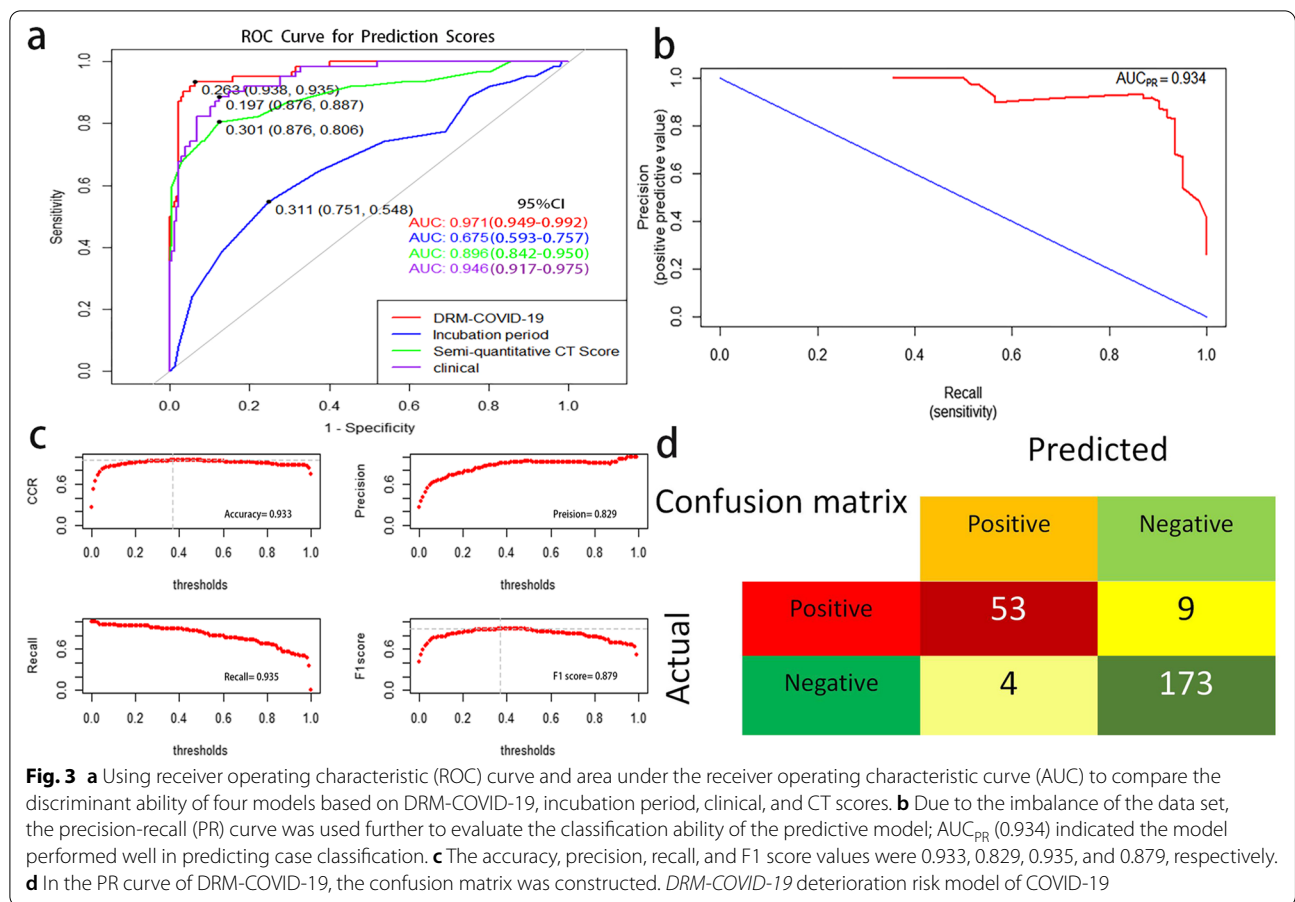 a
ROC Curve for Prediction Scores
Sensitivity
0.0 0.2 0.4 0.6 0.8 1.0
0.263 (0.938, 0.935)
0.197 (0.876, 0.887)
0.301 (0.876, 0.806)
0.311 (0.751, 0.548)
95%CI
AUC: 0.971 (0.949-0.992)
AUC: 0.675 (0.593-0.757)
AUC: 0.896 (0.842-0.950)
AUC: 0.946 (0.917-0.975)
DRM-COVID-19
Incubation period
Semi-quantitative CT Score
clinical
0.0 0.2 0.4 0.6 0.8 1.0
1 - Specificity
b
AUCPR = 0.934
Precision
(positive predictive value)
0.0 0.2 0.4 0.6 0.8 1.0
0.0 0.2 0.4 0.6 0.8 1.0
Recall
(sensitivity)
c
CCR
0.0 0.6
Accuracy= 0.933
0.0 0.2 0.4 0.6 0.8 1.0
thresholds
Precision
0.0 0.6
Preision= 0.829
0.0 0.2 0.4 0.6 0.8 1.0
thresholds
Recall
0.0 0.6
Recall= 0.935
0.0 0.2 0.4 0.6 0.8 1.0
thresholds
F1score
0.0 0.6
F1 score= 0.879
0.0 0.2 0.4 0.6 0.8 1.0
thresholds
d
Predicted
Confusion matrix
Positive Negative
Actual
Positive 53 9
Negative 4 173
Fig. 3 a Using receiver operating characteristic (ROC) curve and area under the receiver operating characteristic curve (AUC) to compare the
discriminant ability of four models based on DRM-COVID-19, incubation period, clinical, and CT scores. b Due to the imbalance of the data set,
the precision-recall (PR) curve was used further to evaluate the classification ability of the predictive model; AUCPR (0.934) indicated the model
performed well in predicting case classification. c The accuracy, precision, recall, and F1 score values were 0.933, 0.829, 0.935, and 0.879, respectively.
d In the PR curve of DRM-COVID-19, the confusion matrix was constructed. DRM-COVID-19 deterioration risk model of COVID-19